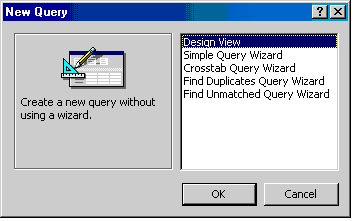 New Query
Create a new query without
using a wizard.
Design View
Simple Query Wizard
Crosstab Query Wizard
Find Duplicates Query Wizard
Find Unmatched Query Wizard
OK
Cancel